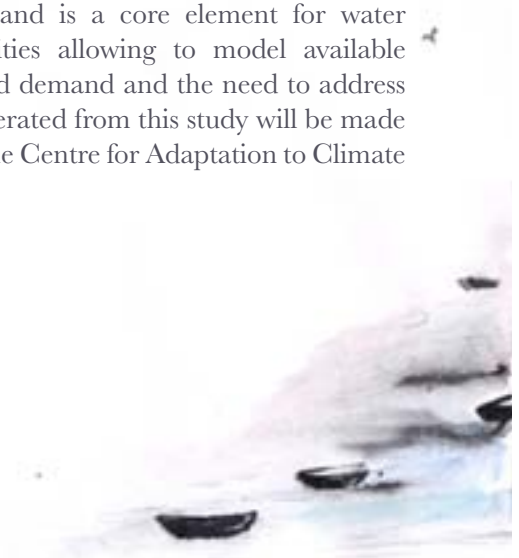 and is a core element for water
ties allowing to model available
d demand and the need to address
erated from this study will be made
e Centre for Adaptation to Climate